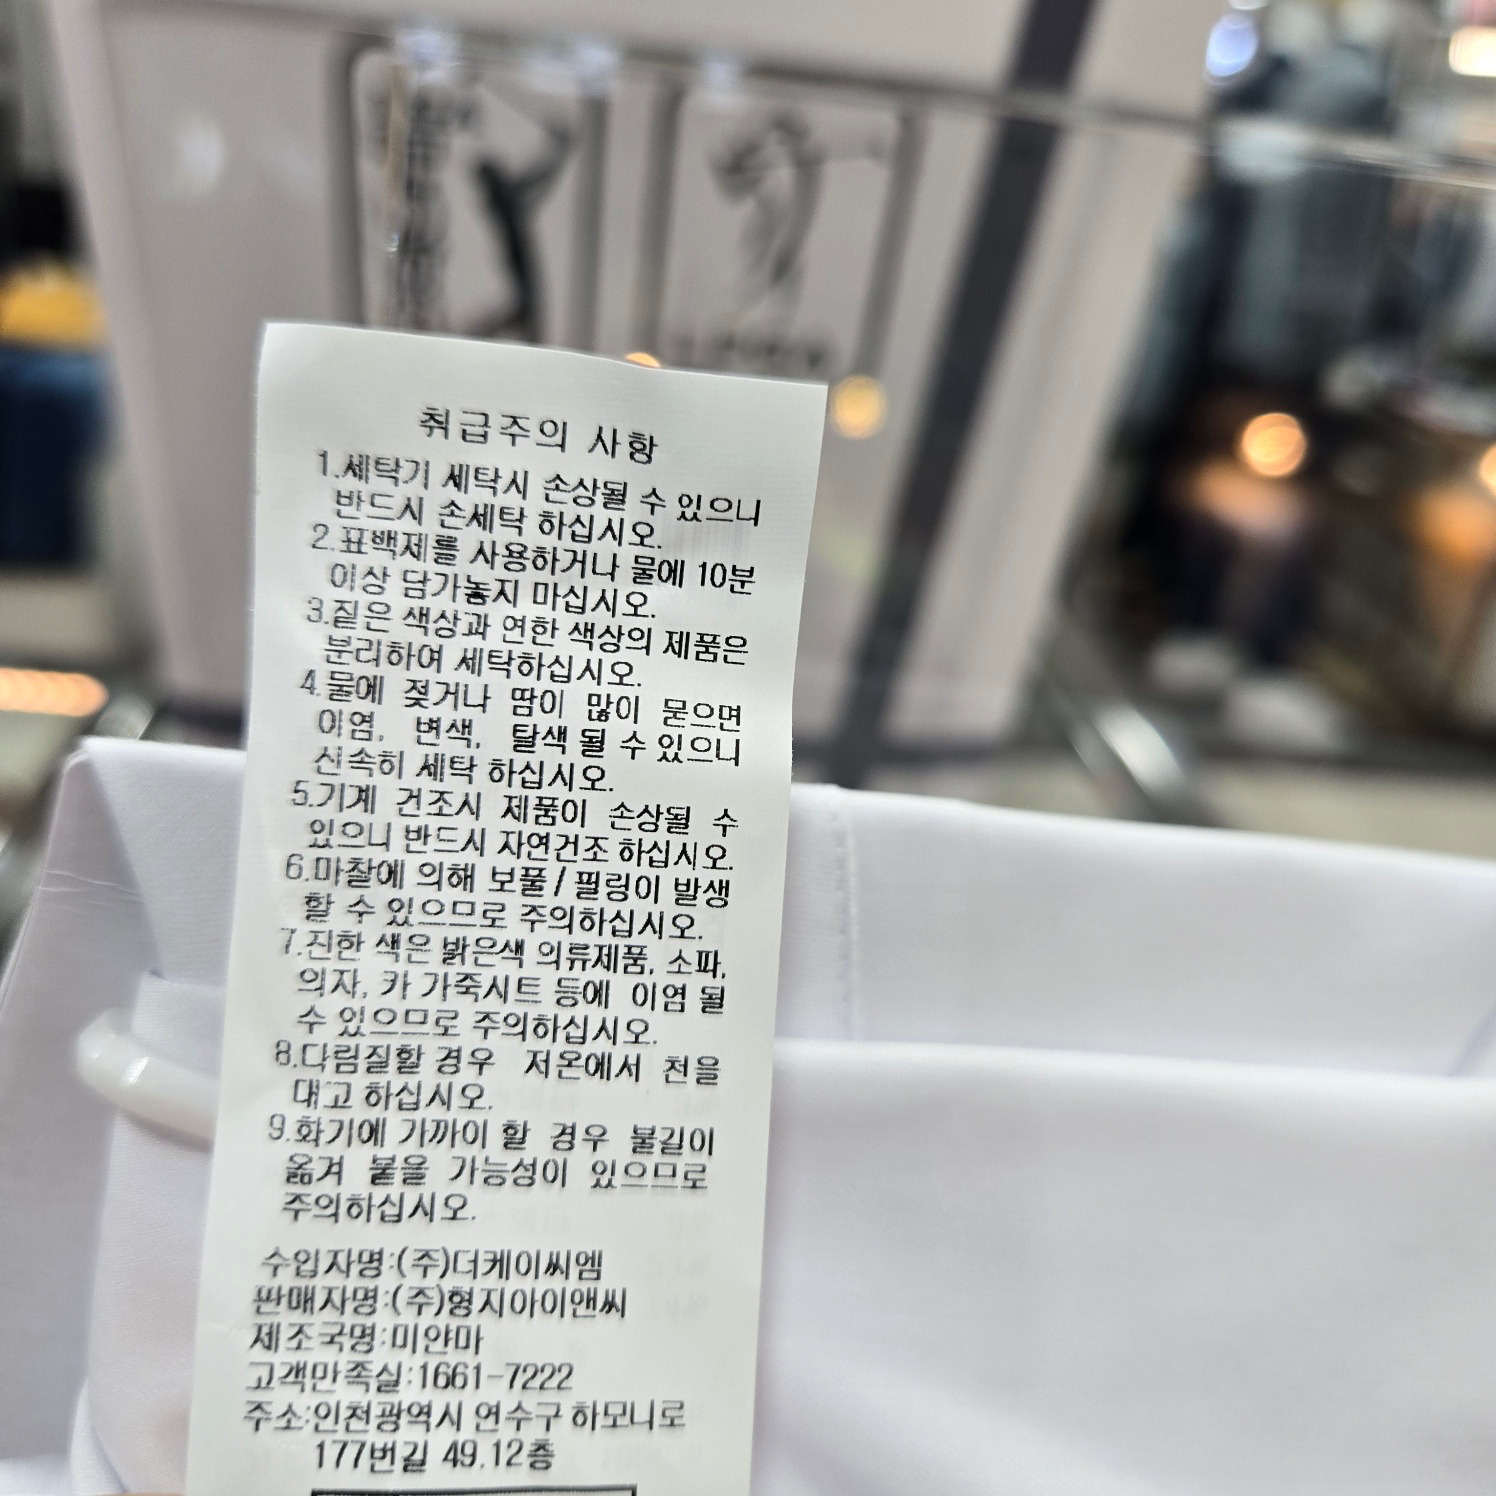 취급주의 사항
1.세탁기 세탁시 손상될 수 있으니
반드시 손세탁 하십시오.
2.표백제를 사용하거나 물에 10분
이상 담가놓지 마십시오.
3.짙은 색상과 연한 색상의 제품은
분리하여 세탁하십시오.
4.물에 젖거나 땀이 많이 묻으면
이염, 변색, 탈색 될 수 있으니
신속히 세탁 하십시오.
5.기계 건조시 제품이 손상될 수
있으니 반드시 자연건조 하십시오.
6.마찰에 의해 보풀/필링이 발생
할 수 있으므로 주의하십시오.
7.진한 색은 밝은색 의류제품, 소파,
의자, 카 가죽시트 등에 이염 될
수 있으므로 주의하십시오.
8.다림질할 경우 저온에서 천을
대고 하십시오.
9.화기에 가까이 할 경우 불길이
옮겨 붙을 가능성이 있으므로
주의하십시오.
수입자명:(주)더케이씨엠
판매자명:(주)형지아이앤씨
제조국명:미얀마
고객만족실:1661-7222
주소:인천광역시 연수구 하모니로
177번길 49.12층